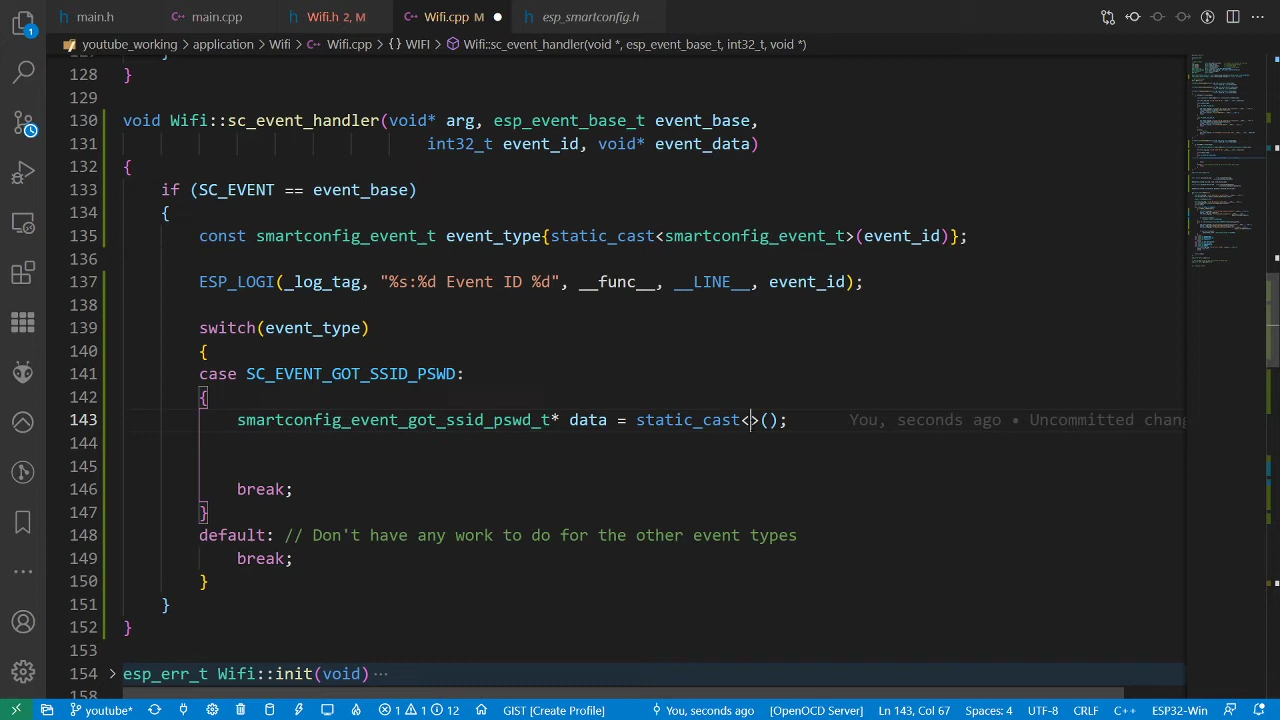 main.h main.cpp Wifi.h 2, M Wifi.cpp M esp_smartconfig.h
youtube_working > application > Wifi > Wifi.cpp > {} WIFI > Wifi::sc_event_handler(void *, esp_event_base_t, int32_t, void *)
128 }
129
130 void Wifi::sc_event_handler(void* arg, esp_event_base_t event_base,
131 int32_t event_id, void* event_data)
132 {
133 if (SC_EVENT == event_base)
134 {
135 const smartconfig_event_t event_type{static_cast<smartconfig_event_t>(event_id)};
136
137 ESP_LOGI(_log_tag, "%s:%d Event ID %d", __func__, __LINE__, event_id);
138
139 switch(event_type)
140 {
141 case SC_EVENT_GOT_SSID_PSWD:
142 {
143 smartconfig_event_got_ssid_pswd_t* data = static_cast<>(); You, seconds ago • Uncommitted chang
144
145
146 break;
147 }
148 default: // Don't have any work to do for the other event types
149 break;
150 }
151 }
152 }
153
154 esp_err_t Wifi::init(void) ···
158
youtube* 1 1 12 GIST [Create Profile] You, seconds ago [OpenOCD Server] Ln 143, Col 67 Spaces: 4 UTF-8 CRLF C++ ESP32-Win